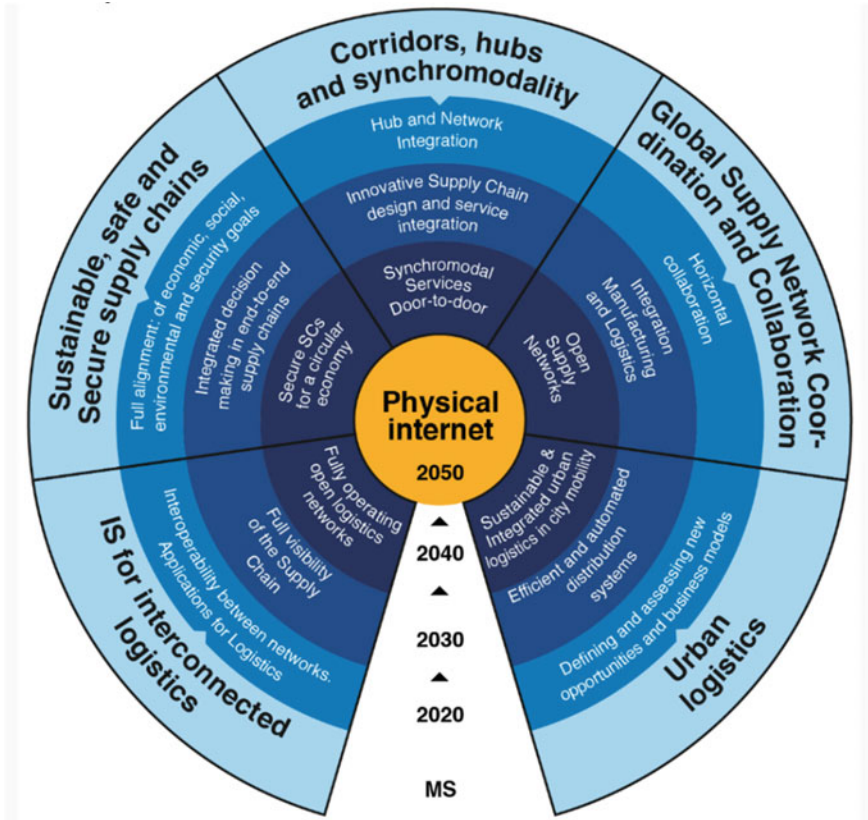 Corridors, hubs
and synchromodality
Hub and Network
Integration
Innovative Supply Chain
design and service
integration
Synchromodal
Services
Door-to-door
Global Supply Network Coor-
dination and Collaboration
Horizontal
collaboration
Integration
Manufacturing
and Logistics
Open
Supply
Networks
Urban
logistics
Defining and assessing new
opportunities and business models
Efficient and automated
distribution
systems
Sustainable &
Integrated urban
logistics in city mobility
IS for interconnected
logistics
Interoperability between networks.
Applications for Logistics
Full visibility
of the Supply
Chain
Fully operating
open logistics
networks
Sustainable, safe and
Secure supply chains
Full alignment: of economic, social,
environmental and security goals
Integrated decision
making in end-to-end
supply chains
Secure SCs
for a circular
economy
Physical
internet
2050
2040
2030
2020
MS